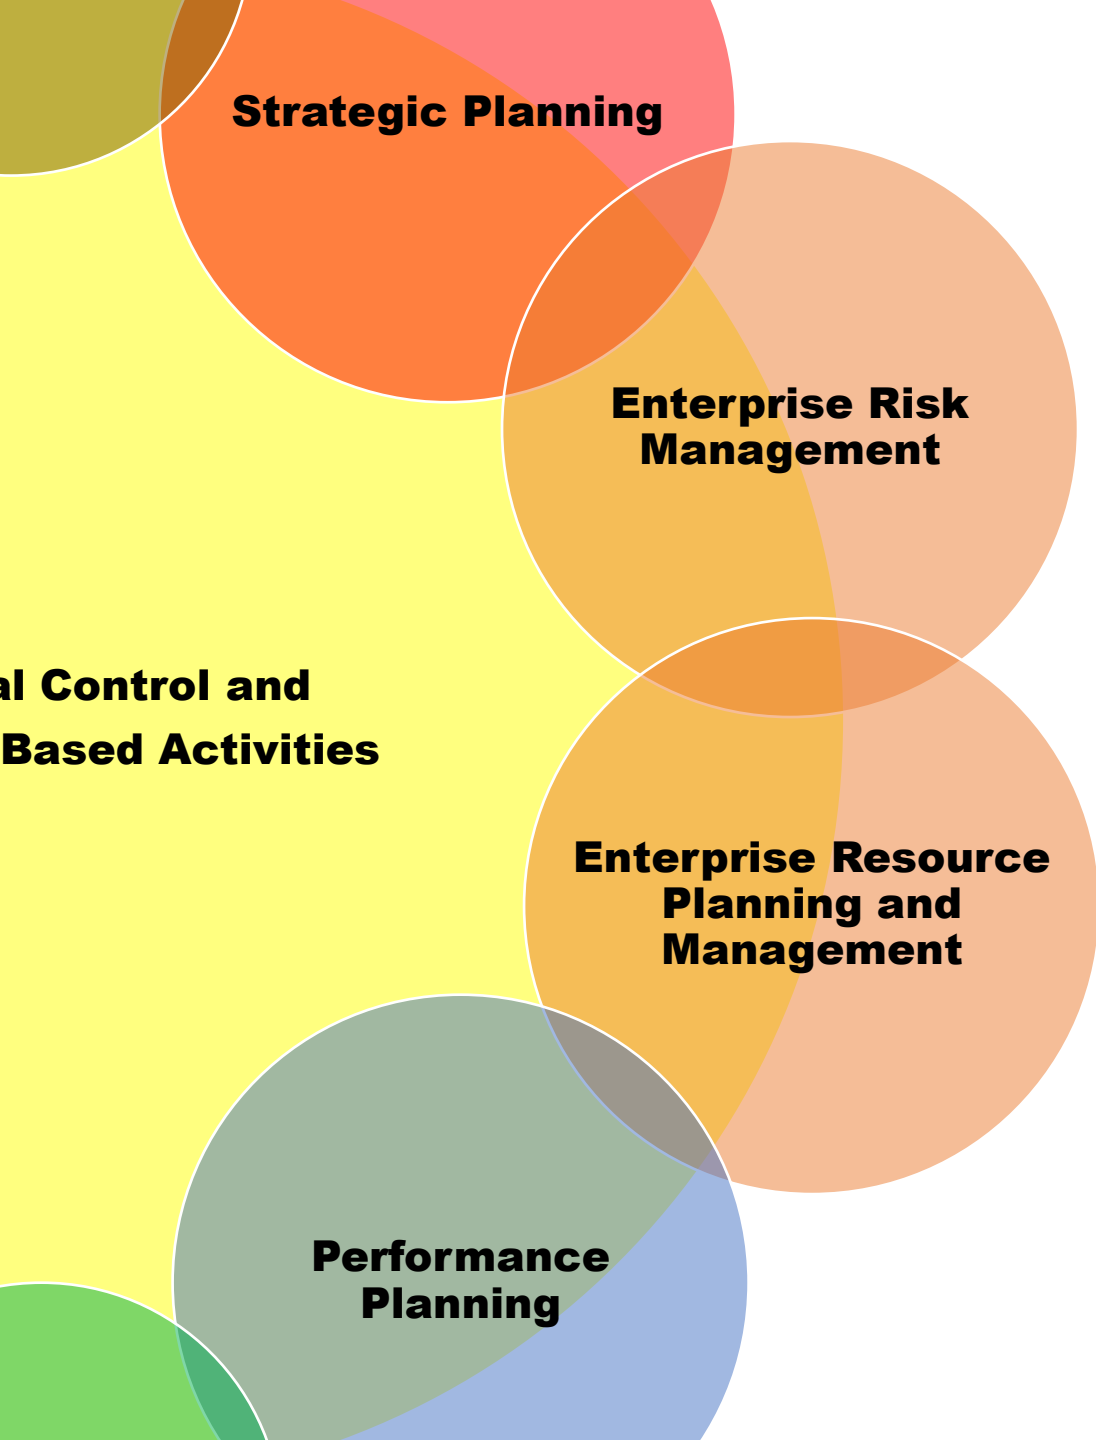 Strategic Planning
Enterprise Risk
Management
al Control and
Based Activities
Enterprise Resource
Planning and
Management
Performance
Planning